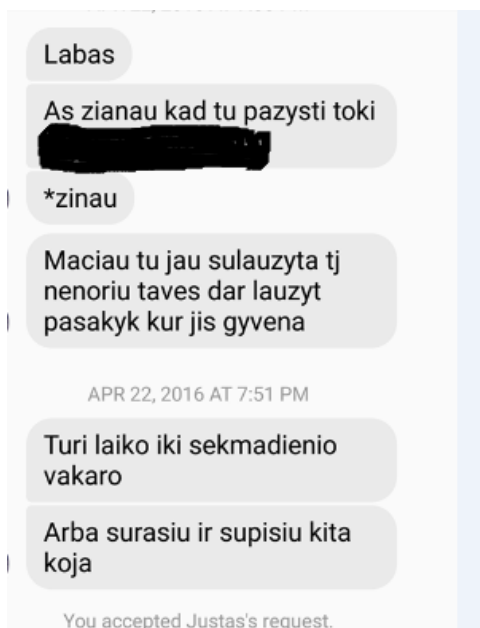 Labas
As zianau kad tu pazysti toki
*zinau
Maciau tu jau sulauzyta tj
nenoriu taves dar lauzyt
pasakyk kur jis gyvena
APR 22, 2016 AT 7:51 PM
Turi laiko iki sekmadienio
vakaro
Arba surasiu ir supisiu kita
koja
You accepted Justas's request.